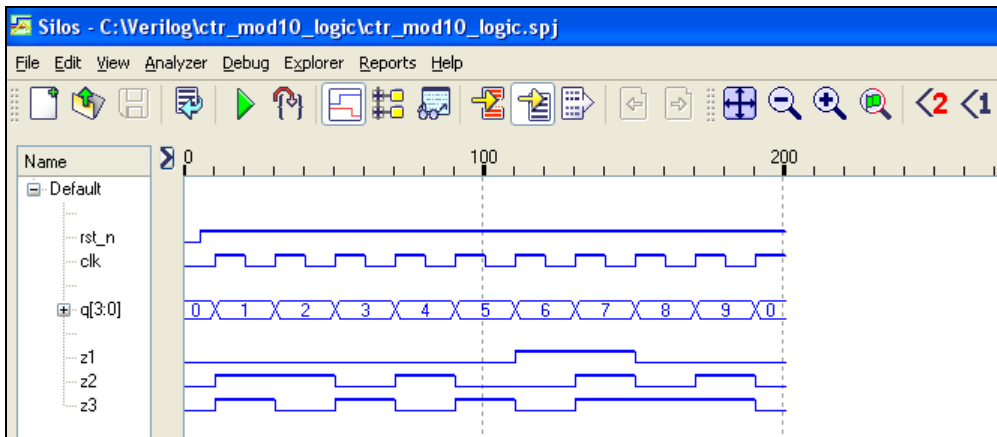 Silos - C:\Verilog\ctr_mod10_logic\ctr_mod10_logic.spj
File Edit View Analyzer Debug Explorer Reports Help
2 1
Name 0 100 200
Default
rst_n
clk
q[3:0] 0 1 2 3 4 5 6 7 8 9 0
z1
z2
z3